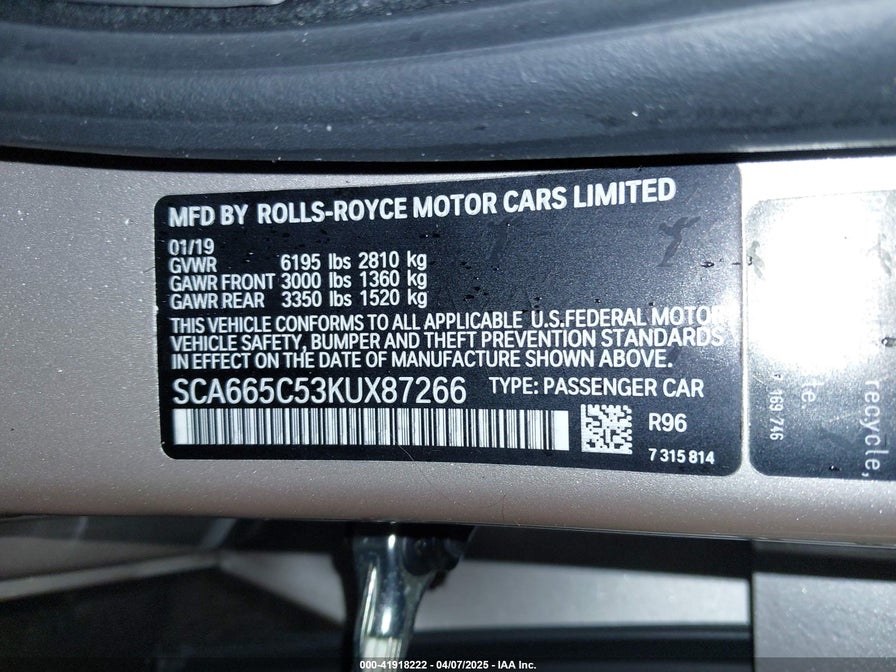 MFD BY ROLLS-ROYCE MOTOR CARS LIMITED
01/19
GVWR 6195 lbs 2810 kg
GAWR FRONT 3000 lbs 1360 kg
GAWR REAR 3350 lbs 1520 kg
THIS VEHICLE CONFORMS TO ALL APPLICABLE U.S.FEDERAL MOTOR
VEHICLE SAFETY, BUMPER AND THEFT PREVENTION STANDARDS
IN EFFECT ON THE DATE OF MANUFACTURE SHOWN ABOVE.
SCA665C53KUX87266 TYPE: PASSENGER CAR
R96
7 315 814
te.
169 746
recycle,
000-41918222 - 04/07/2025 - IAA Inc.